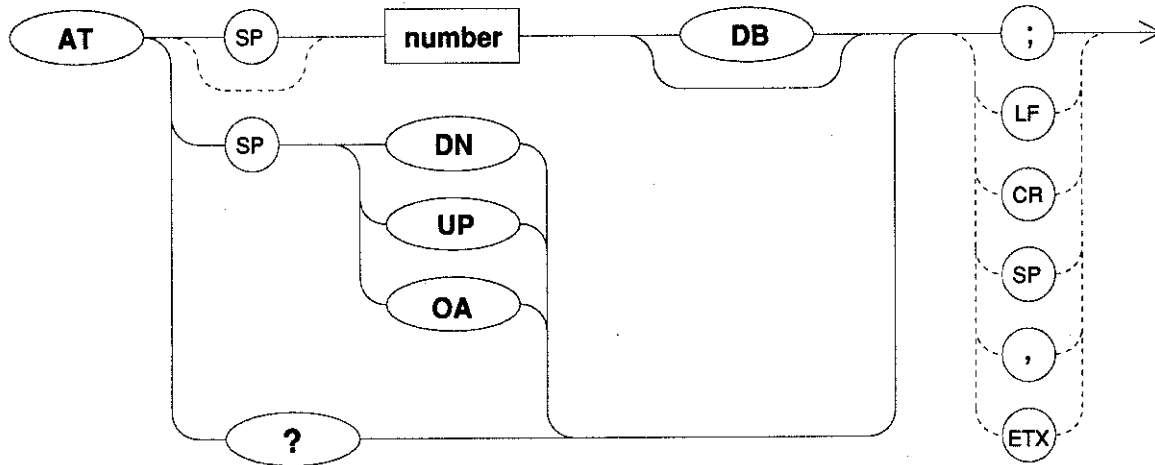 AT SP number DB ;
LF
SP DN
CR
UP
SP
OA
,
? ETX